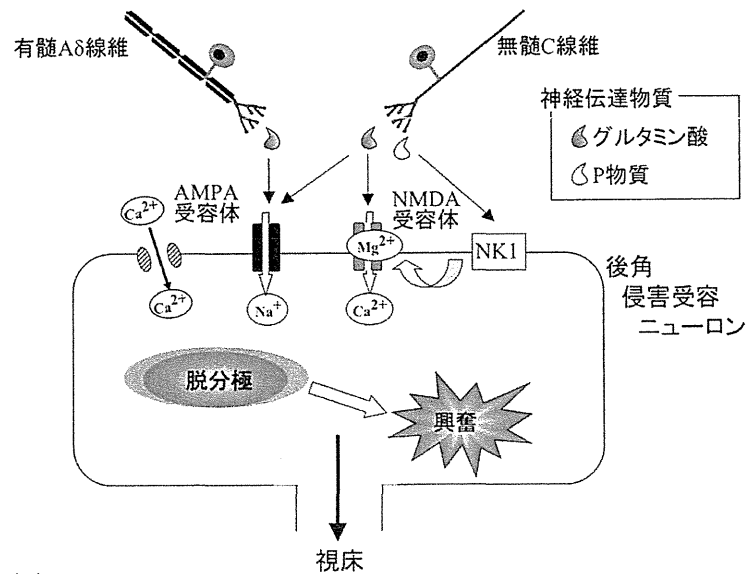 有髄Aδ線維
無髄C線維
神経伝達物質
グルタミン酸
P物質
AMPA
受容体
NMDA
受容体
Ca2+
Mg2+
NK1
Ca2+
Na+
Ca2+
後角
侵害受容
ニューロン
脱分極
興奮
視床